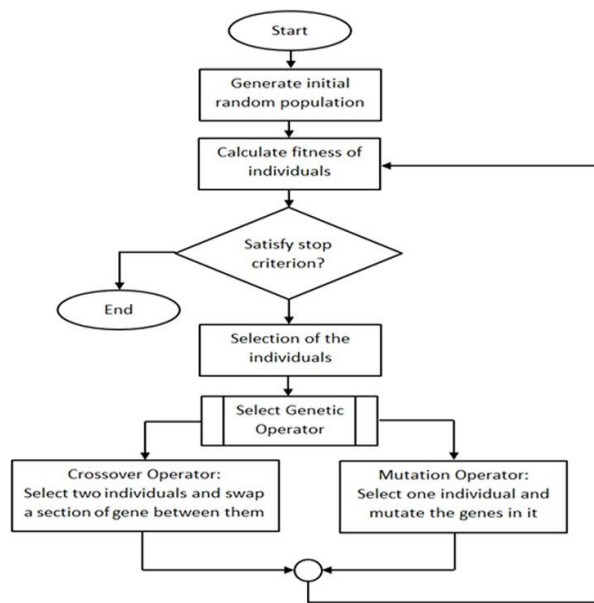 Start
Generate initial
random population
Calculate fitness of
individuals
Satisfy stop
criterion?
End
Selection of the
individuals
Select Genetic
Operator
Crossover Operator:
Select two individuals and swap
a section of gene between them
Mutation Operator:
Select one individual and
mutate the genes in it